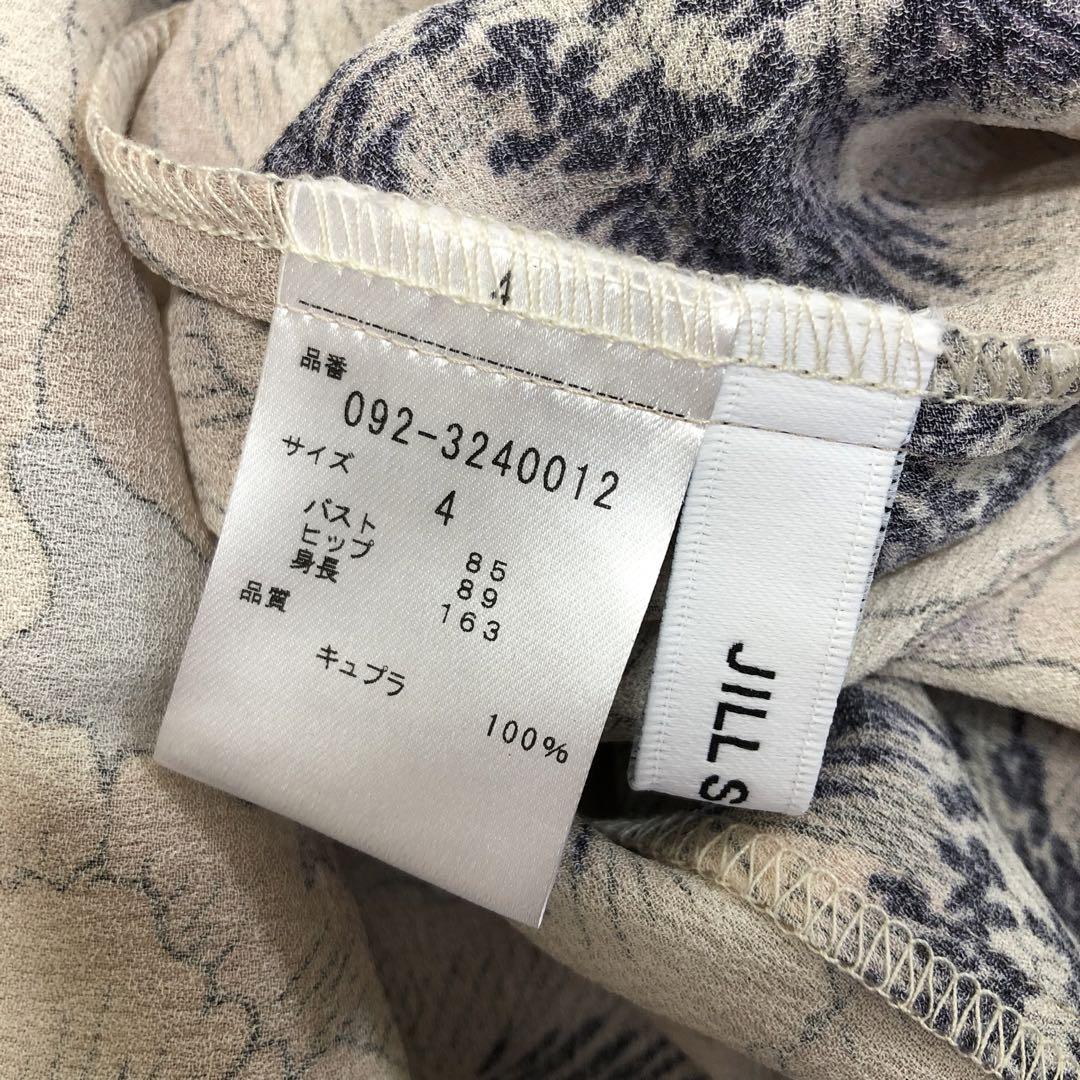 4
品番
092-3240012
サイズ
4
バスト 85
ヒップ 89
身長 163
品質
キュプラ
100%
JILL S